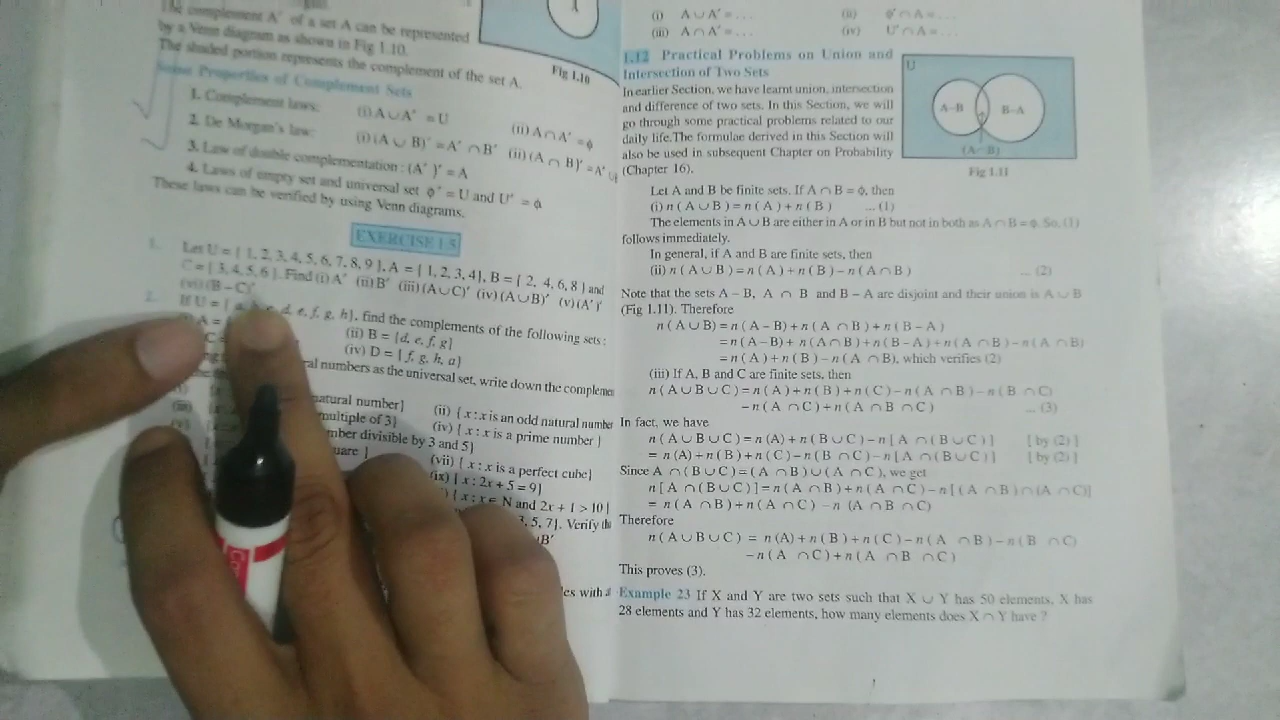 complement A′ of a set A can be represented
by a Venn diagram as shown in Fig 1.10.
The shaded portion represents the complement of the set A.
A
Fig 1.10
Some Properties of Complement Sets
1. Complement laws: (i) A ∪ A′ = U (ii) A ∩ A′ = ϕ
2. De Morgan's law: (i) (A ∪ B)′ = A′ ∩ B′ (ii) (A ∩ B)′ = A′ ∪
3. Law of double complementation : (A′)′ = A
4. Laws of empty set and universal set ϕ′ = U and U′ = ϕ
These laws can be verified by using Venn diagrams.
EXERCISE 1.5
1. Let U = { 1, 2, 3, 4, 5, 6, 7, 8, 9 }, A = { 1, 2, 3, 4}, B = { 2, 4, 6, 8 } and
C = { 3, 4, 5, 6 }. Find (i) A′ (ii) B′ (iii) (A ∪ C)′ (iv) (A ∪ B)′ (v) (A′)′
(vi) (B – C)′
2. If U = { a, d, e, f, g, h}, find the complements of the following sets :
A = (ii) B = {d, e, f, g}
C (iv) D = { f, g, h, a}
numbers as the universal set, write down the
natural number} (ii) { x : x is an odd natural
multiple of 3} (iv) { x : x is a prime number }
divisible by 3 and 5}
(vii) { x : x is a perfect cube}
(ix) { x : 2x + 5 = 9}
{ x : x ∈ N and 2x + 1 > 10 }
5, 7}. Verify
B′
with
(i) A ∪ A′ = . . . (ii) ϕ′ ∩ A = . . .
(iii) A ∩ A′ = . . . (iv) U′ ∩ A = . . .
1.12 Practical Problems on Union and
Intersection of Two Sets
In earlier Section, we have learnt union, intersection
and difference of two sets. In this Section, we will
go through some practical problems related to our
daily life.The formulae derived in this Section will
also be used in subsequent Chapter on Probability
(Chapter 16).
U
A–B B–A
(A∩B)
Fig 1.11
Let A and B be finite sets. If A ∩ B = ϕ, then
(i) n ( A ∪ B ) = n ( A ) + n ( B ) ... (1)
The elements in A ∪ B are either in A or in B but not in both as A ∩ B = ϕ. So, (1)
follows immediately.
In general, if A and B are finite sets, then
(ii) n ( A ∪ B ) = n ( A ) + n ( B ) – n ( A ∩ B ) ... (2)
Note that the sets A – B, A ∩ B and B – A are disjoint and their union is A ∪ B
(Fig 1.11). Therefore
n ( A ∪ B) = n ( A – B) + n ( A ∩ B ) + n ( B – A )
= n ( A – B) + n ( A ∩ B ) + n ( B – A ) + n ( A ∩ B ) – n ( A ∩ B)
= n ( A ) + n ( B ) – n ( A ∩ B), which verifies (2)
(iii) If A, B and C are finite sets, then
n ( A ∪ B ∪ C ) = n ( A ) + n ( B ) + n ( C ) – n ( A ∩ B ) – n ( B ∩ C)
– n ( A ∩ C ) + n ( A ∩ B ∩ C ) ... (3)
In fact, we have
n ( A ∪ B ∪ C ) = n (A) + n ( B ∪ C ) – n [ A ∩ ( B ∪ C ) ] [ by (2) ]
= n (A) + n ( B ) + n ( C ) – n ( B ∩ C ) – n [ A ∩ ( B ∪ C ) ] [ by (2) ]
Since A ∩ ( B ∪ C ) = ( A ∩ B ) ∪ ( A ∩ C ), we get
n [ A ∩ ( B ∪ C ) ] = n ( A ∩ B ) + n ( A ∩ C ) – n [ ( A ∩ B ) ∩ (A ∩ C)]
= n ( A ∩ B ) + n ( A ∩ C ) – n (A ∩ B ∩ C)
Therefore
n ( A ∪ B ∪ C ) = n (A) + n ( B ) + n ( C ) – n ( A ∩ B ) – n ( B ∩ C)
– n ( A ∩ C ) + n ( A ∩ B ∩ C )
This proves (3).
Example 23 If X and Y are two sets such that X ∪ Y has 50 elements, X has
28 elements and Y has 32 elements, how many elements does X ∩ Y have ?